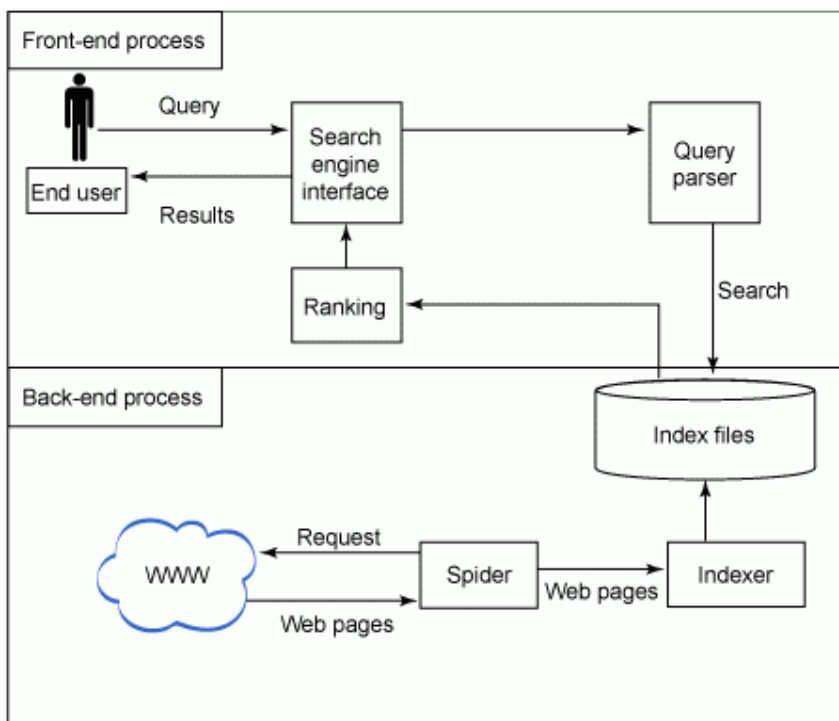 Front-end process
Query
Search
engine
interface
Query
parser
End user
Results
Ranking
Search
Back-end process
Index files
Request
WWW
Spider
Indexer
Web pages
Web pages